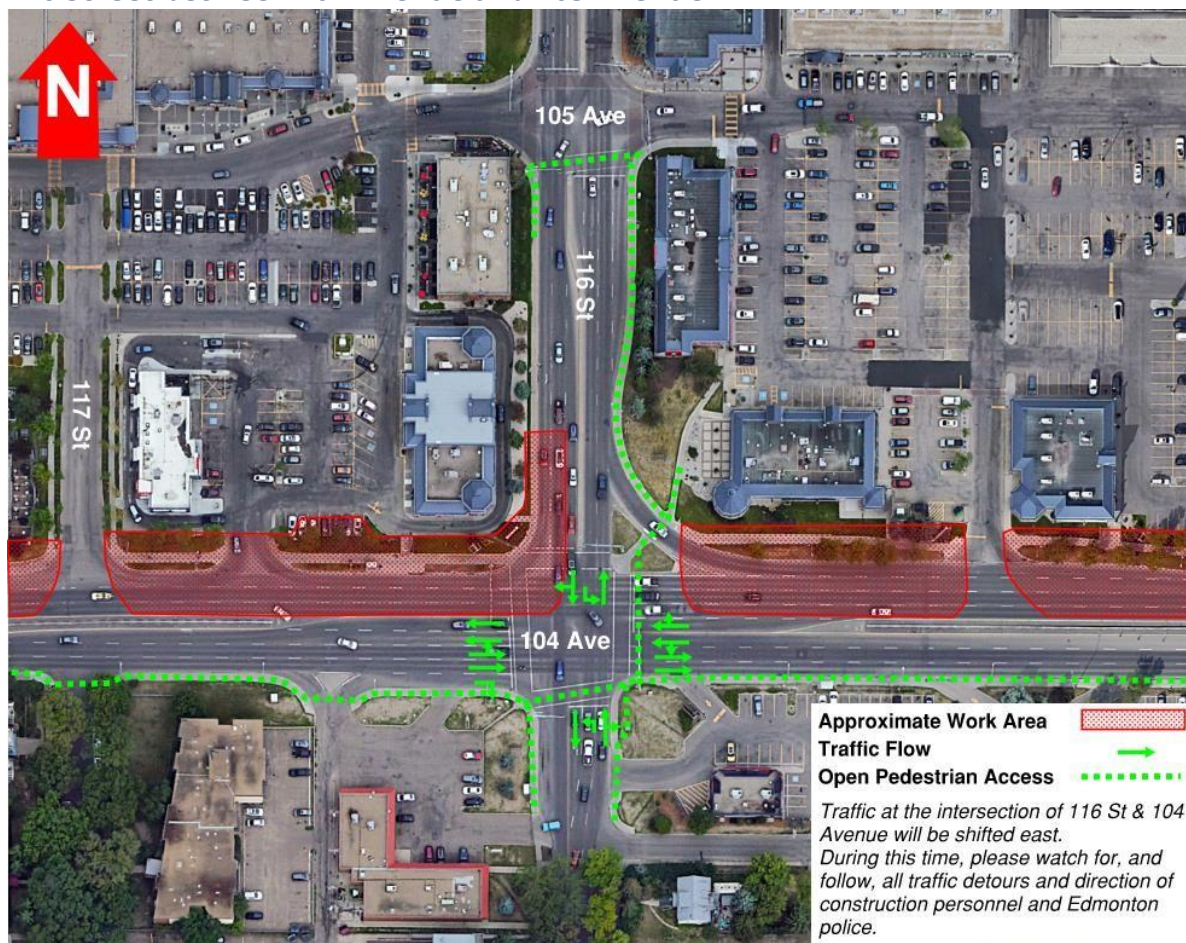 N
105 Ave
116 St
117 St
104 Ave
Approximate Work Area
Traffic Flow
Open Pedestrian Access
Traffic at the intersection of 116 St & 104
Avenue will be shifted east.
During this time, please watch for, and
follow, all traffic detours and direction of
construction personnel and Edmonton
police.